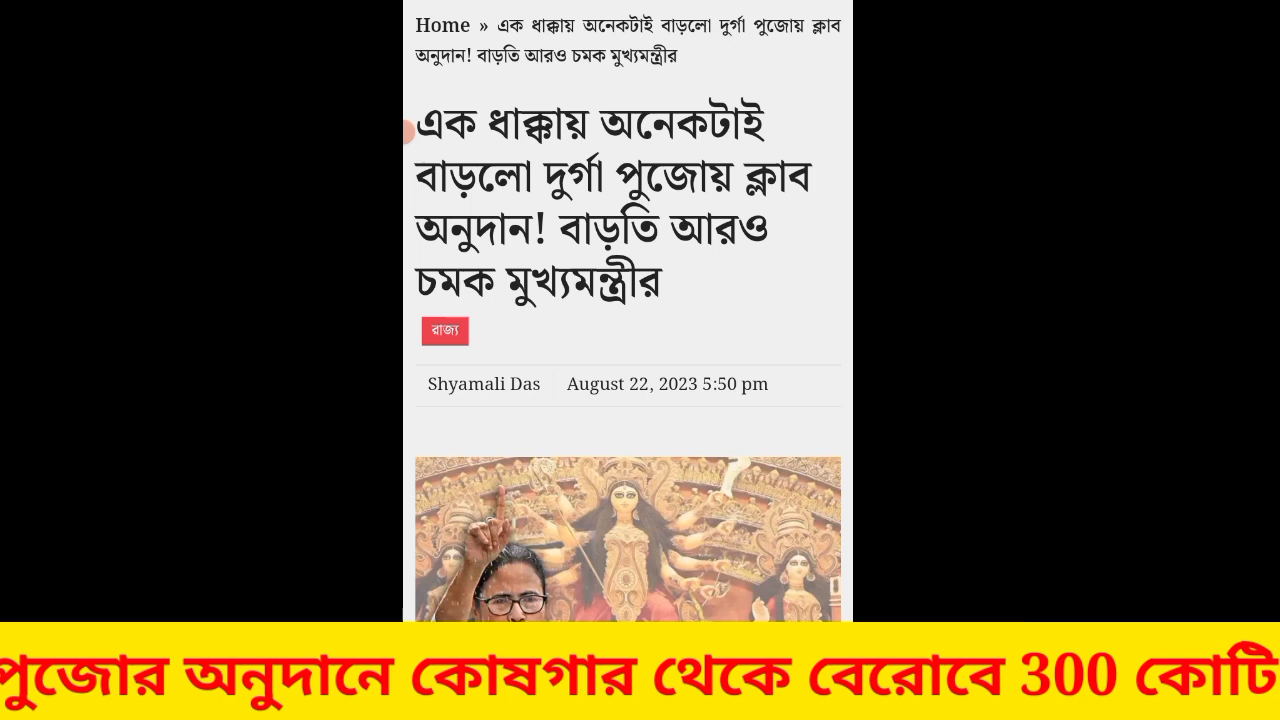 Home » এক ধাক্কায় অনেকটাই বাড়লো দুর্গা পুজোয় ক্লাব
অনুদান! বাড়তি আরও চমক মুখ্যমন্ত্রীর
এক ধাক্কায় অনেকটাই
বাড়লো দুর্গা পুজোয় ক্লাব
অনুদান! বাড়তি আরও
চমক মুখ্যমন্ত্রীর
রাজ্য
Shyamali Das August 22, 2023 5:50 pm
পুজোর অনুদানে কোষগার থেকে বেরোবে 300 কোটি